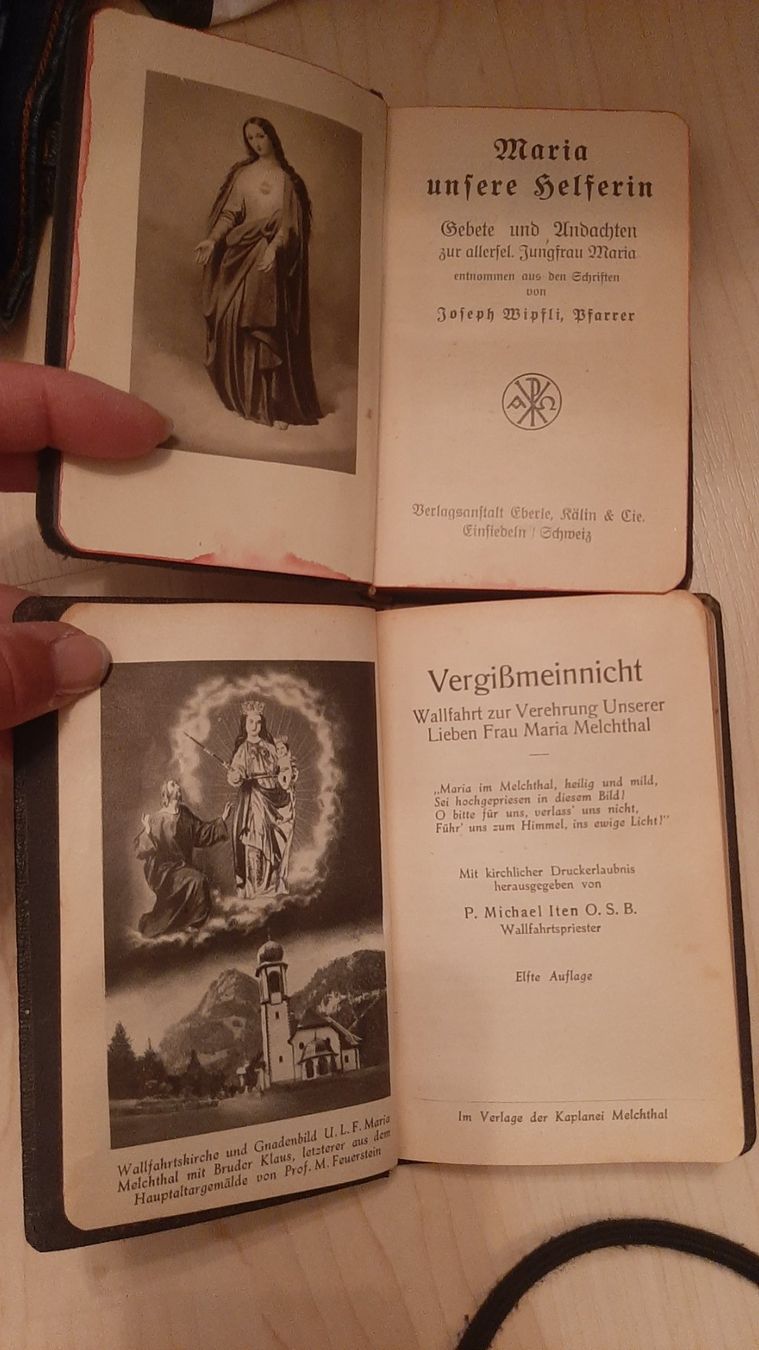 Maria
unsere Helferin
Gebete und Andachten
zur allersel. Jungfrau Maria
entnommen aus den Schriften
von
Joseph Wipfli, Pfarrer
Verlagsanstalt Eberle, Kälin & Cie.
Einsiedeln / Schweiz
Wallfahrtskirche und Gnadenbild U. L. F. Maria
Melchthal mit Bruder Klaus, letzterer aus dem
Hauptaltargemälde von Prof. M. Feuerstein
Vergißmeinnicht
Wallfahrt zur Verehrung Unserer
Lieben Frau Maria Melchthal
„Maria im Melchthal, heilig und mild,
Sei hochgepriesen in diesem Bild!
O bitte für uns, verlass' uns nicht,
Führ' uns zum Himmel, ins ewige Licht!"
Mit kirchlicher Druckerlaubnis
herausgegeben von
P. Michael Iten O. S. B.
Wallfahrtspriester
Elfte Auflage
Im Verlage der Kaplanei Melchthal